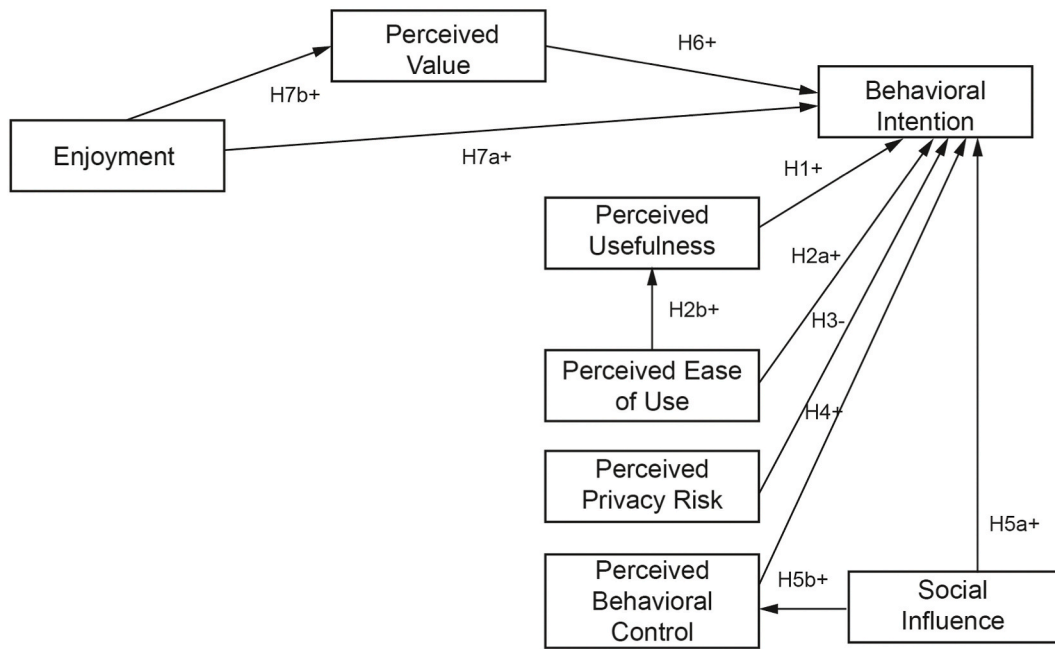 Perceived
Value
H6+
Behavioral
Intention
H7b+
Enjoyment
H7a+
H1+
Perceived
Usefulness
H2a+
H2b+
H3-
Perceived Ease
of Use
H4+
Perceived
Privacy Risk
H5a+
Perceived
Behavioral
Control
H5b+
Social
Influence